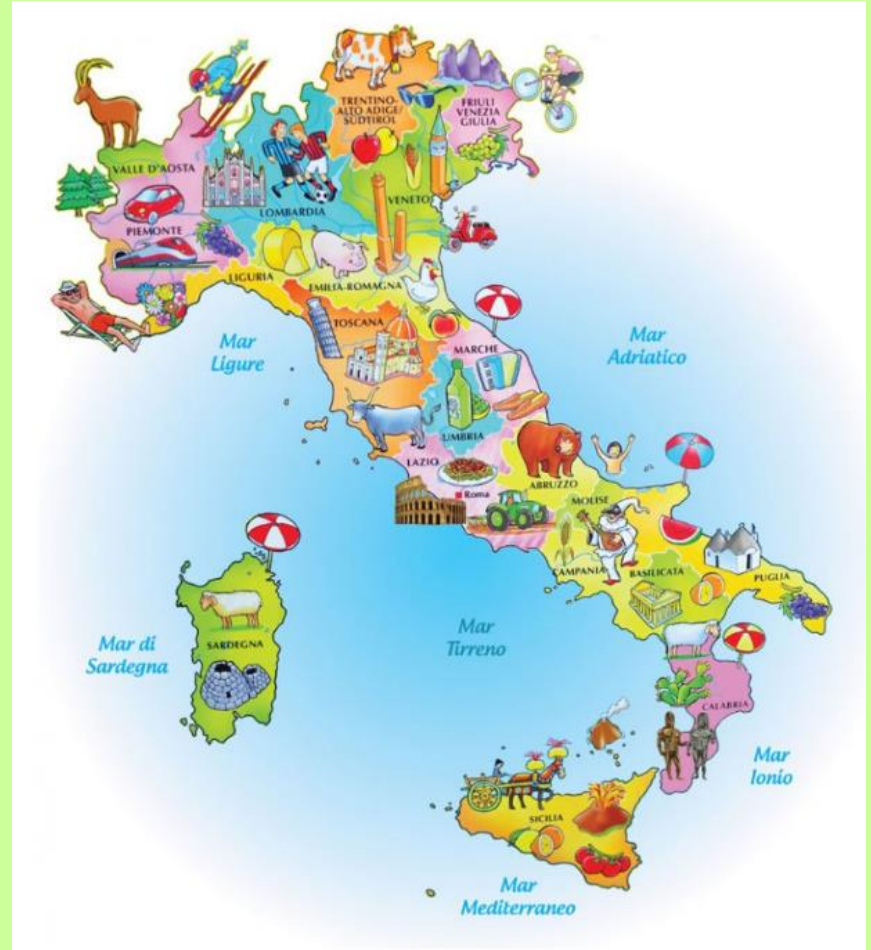 TRENTINO-
ALTO ADIGE/
SÜDTIROL
FRIULI
VENEZIA
GIULIA
VALLE D'AOSTA
VENETO
LOMBARDIA
PIEMONTE
LIGURIA
EMILIA-ROMAGNA
TOSCANA
Mar
Ligure
Mar
Adriatico
MARCHE
UMBRIA
LAZIO
Roma
ABRUZZO
MOLISE
CAMPANIA
BASILICATA
PUGLIA
Mar
Tirreno
Mar di
Sardegna
SARDEGNA
CALABRIA
Mar
Ionio
SICILIA
Mar
Mediterraneo